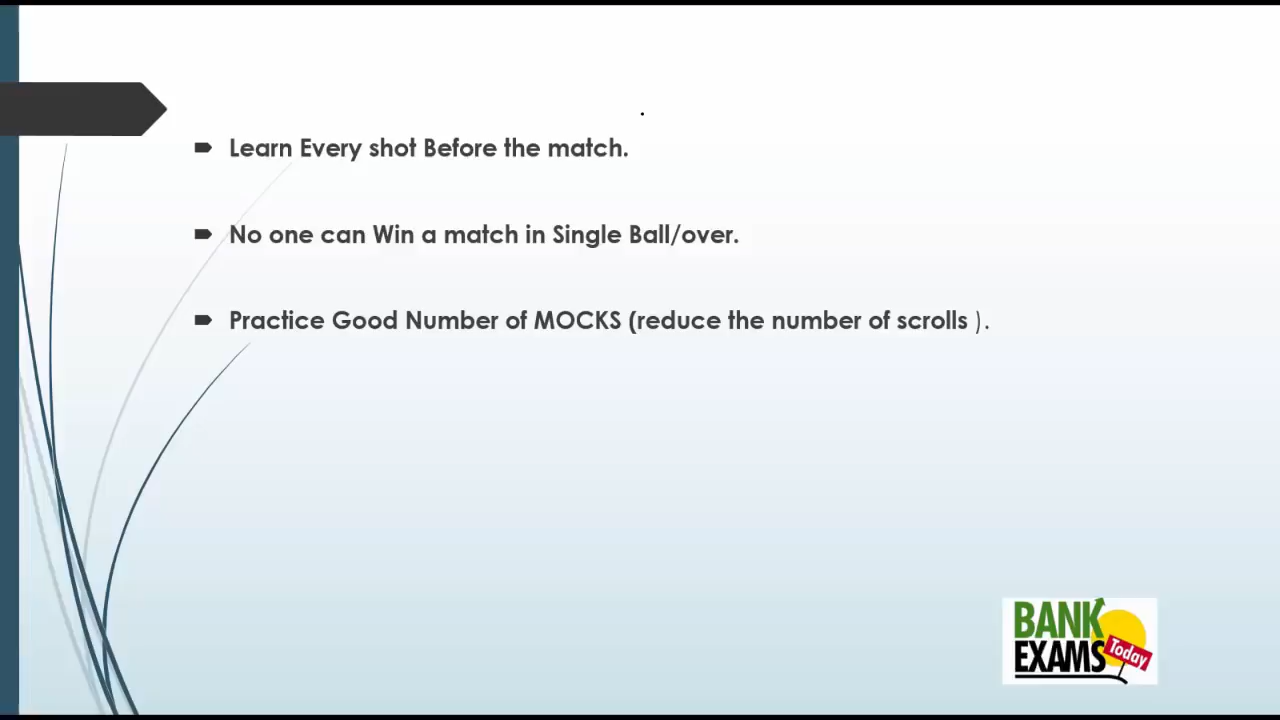 Learn Every shot Before the match.
No one can Win a match in Single Ball/over.
Practice Good Number of MOCKS (reduce the number of scrolls ).
BANK
EXAMS
Today